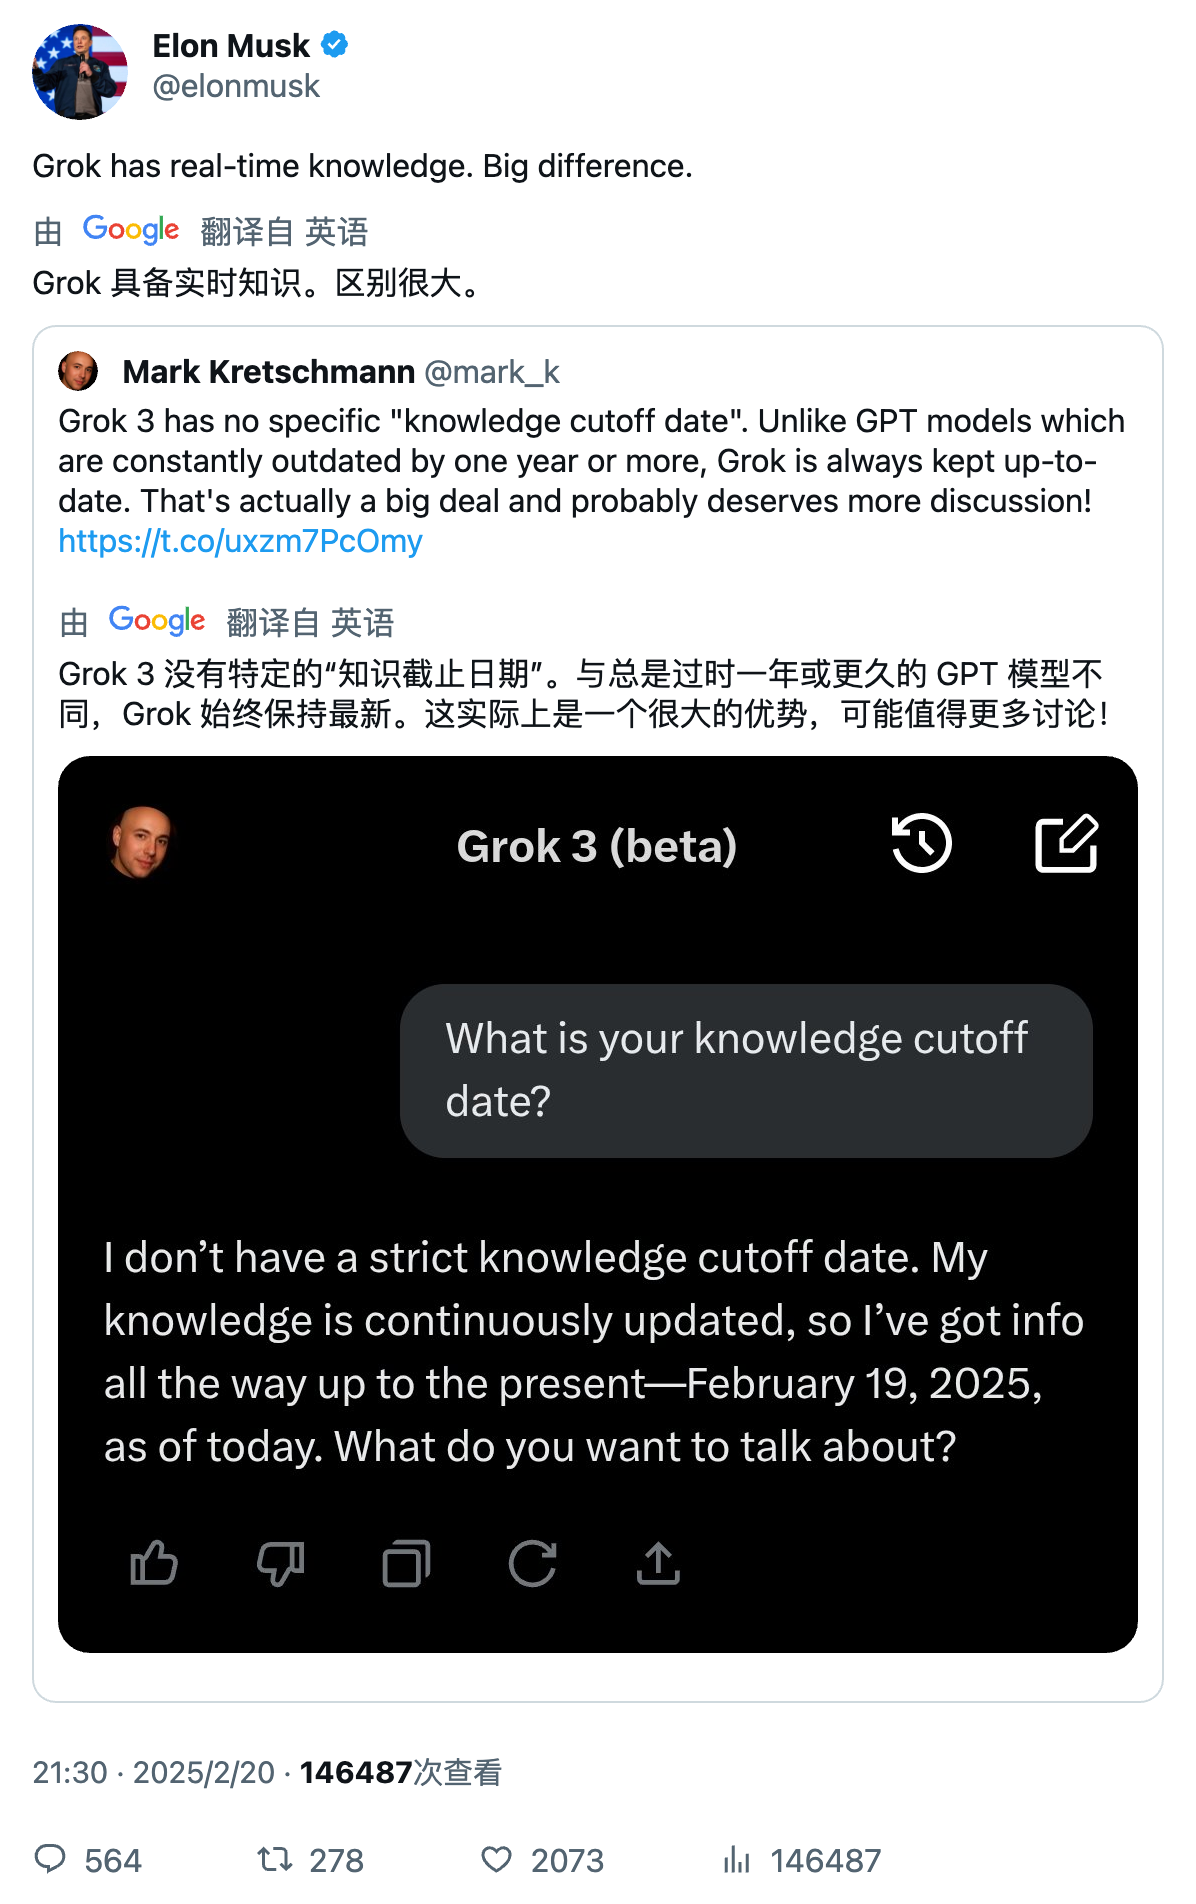 Elon Musk
@elonmusk
Grok has real-time knowledge. Big difference.
由 Google 翻译自 英语
Grok 具备实时知识。区别很大。
Mark Kretschmann @mark_k
Grok 3 has no specific "knowledge cutoff date". Unlike GPT models which
are constantly outdated by one year or more, Grok is always kept up-to-
date. That's actually a big deal and probably deserves more discussion!
https://t.co/uxzm7PcOmy
由 Google 翻译自 英语
Grok 3 没有特定的“知识截止日期”。与总是过时一年或更久的 GPT 模型不
同，Grok 始终保持最新。这实际上是一个很大的优势，可能值得更多讨论！
Grok 3 (beta)
What is your knowledge cutoff
date?
I don’t have a strict knowledge cutoff date. My
knowledge is continuously updated, so I’ve got info
all the way up to the present—February 19, 2025,
as of today. What do you want to talk about?
21:30 · 2025/2/20 · 146487次查看
564 278 2073 146487